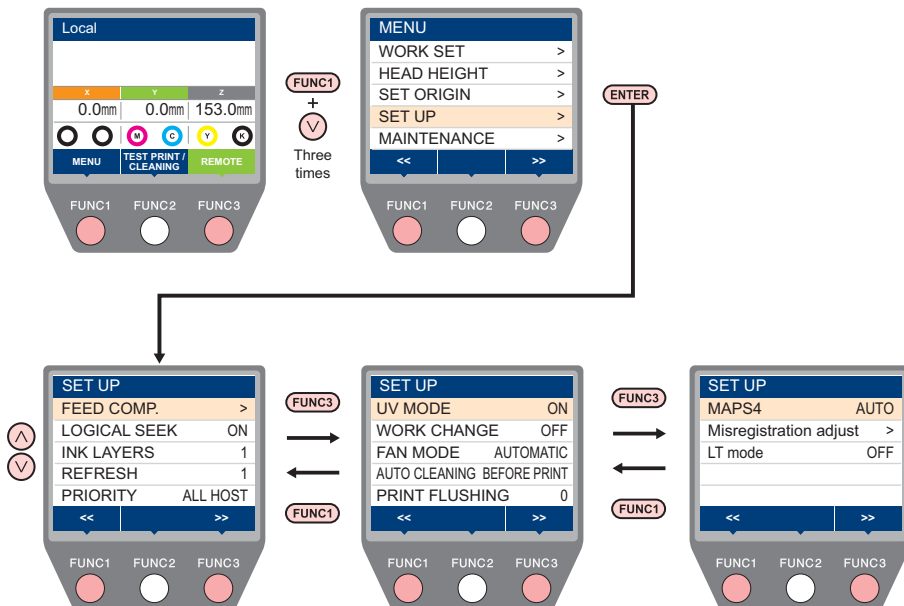 Local
X Y Z
0.0mm 0.0mm 153.0mm
M C Y K
MENU TEST PRINT / CLEANING REMOTE
FUNC1 FUNC2 FUNC3
FUNC1
+
Three
times
MENU
WORK SET >
HEAD HEIGHT >
SET ORIGIN >
SET UP >
MAINTENANCE >
<< >>
FUNC1 FUNC2 FUNC3
ENTER
SET UP
FEED COMP. >
LOGICAL SEEK ON
INK LAYERS 1
REFRESH 1
PRIORITY ALL HOST
<< >>
FUNC1 FUNC2 FUNC3
FUNC3
FUNC1
SET UP
UV MODE ON
WORK CHANGE OFF
FAN MODE AUTOMATIC
AUTO CLEANING BEFORE PRINT
PRINT FLUSHING 0
<< >>
FUNC1 FUNC2 FUNC3
FUNC3
FUNC1
SET UP
MAPS4 AUTO
Misregistration adjust >
LT mode OFF
<< >>
FUNC1 FUNC2 FUNC3